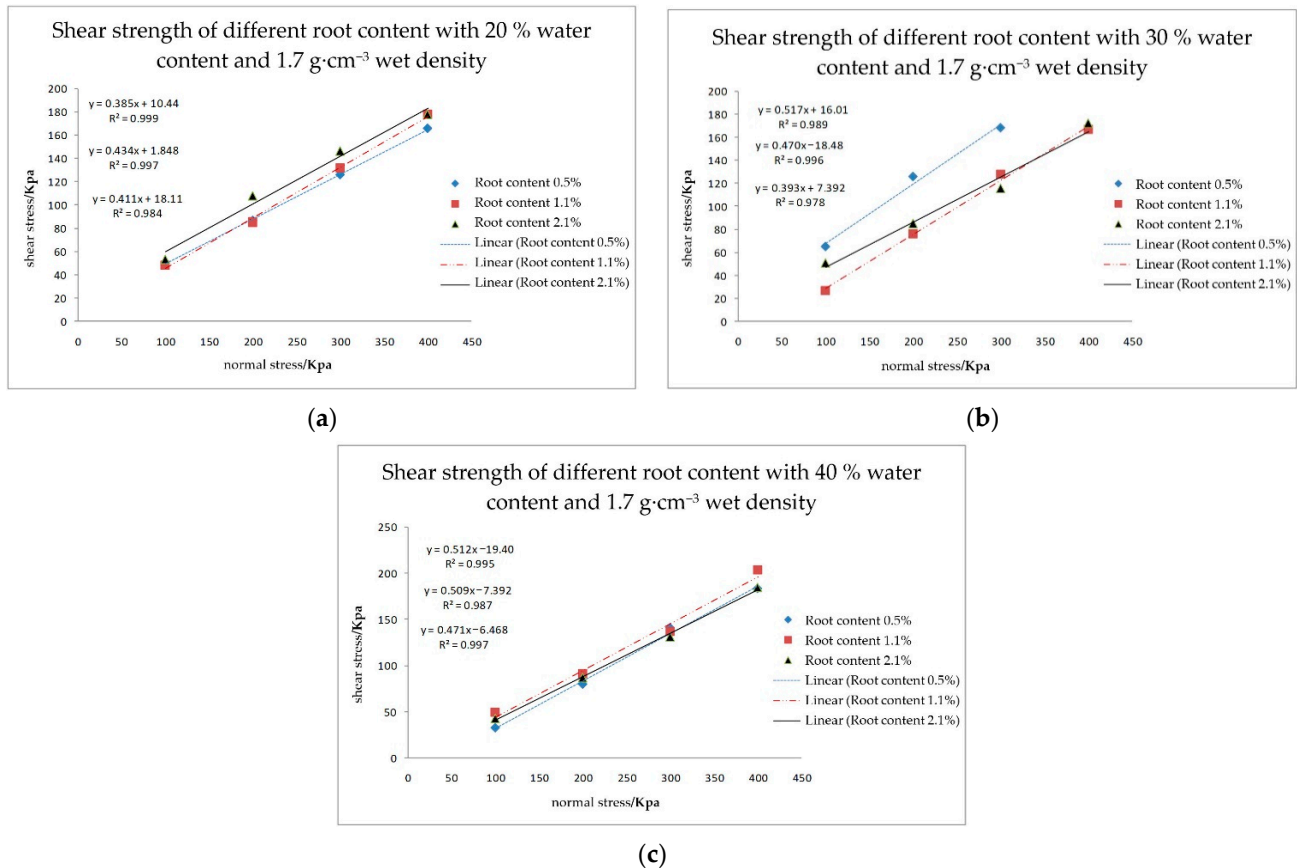 Shear strength of different root content with 20 % water
content and 1.7 g·cm⁻³ wet density
y = 0.385x + 10.44
R² = 0.999
y = 0.434x + 1.848
R² = 0.997
y = 0.411x + 18.11
R² = 0.984
shear stress/Kpa
200
180
160
140
120
100
80
60
40
20
0
0 50 100 150 200 250 300 350 400 450
normal stress/Kpa
Root content 0.5%
Root content 1.1%
Root content 2.1%
Linear (Root content 0.5%)
Linear (Root content 1.1%)
Linear (Root content 2.1%)
(a)
Shear strength of different root content with 30 % water
content and 1.7 g·cm⁻³ wet density
y = 0.517x + 16.01
R² = 0.989
y = 0.470x − 18.48
R² = 0.996
y = 0.393x + 7.392
R² = 0.978
shear stress/Kpa
200
180
160
140
120
100
80
60
40
20
0
0 50 100 150 200 250 300 350 400 450
normal stress/Kpa
Root content 0.5%
Root content 1.1%
Root content 2.1%
Linear (Root content 0.5%)
Linear (Root content 1.1%)
Linear (Root content 2.1%)
(b)
Shear strength of different root content with 40 % water
content and 1.7 g·cm⁻³ wet density
y = 0.512x −19.40
R² = 0.995
y = 0.509x − 7.392
R² = 0.987
y = 0.471x − 6.468
R² = 0.997
shear stress/Kpa
250
200
150
100
50
0
0 50 100 150 200 250 300 350 400 450
normal stress/Kpa
Root content 0.5%
Root content 1.1%
Root content 2.1%
Linear (Root content 0.5%)
Linear (Root content 1.1%)
Linear (Root content 2.1%)
(c)